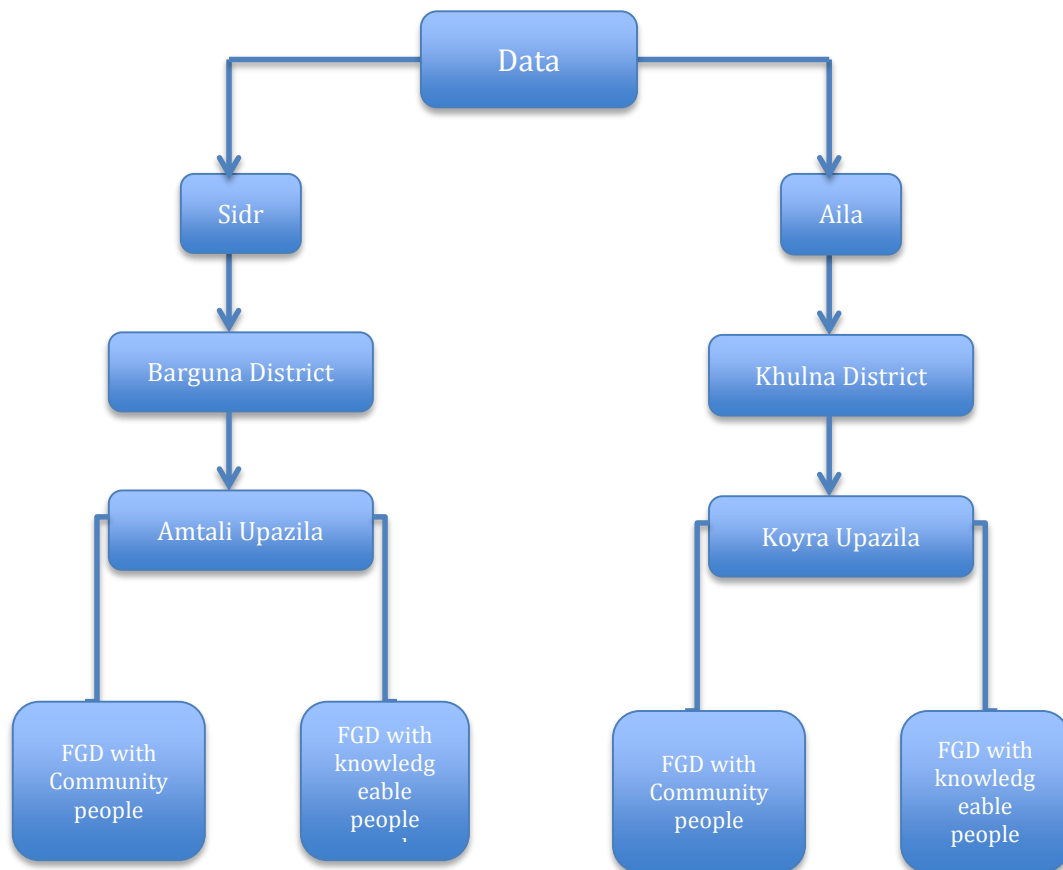 Data
Sidr
Aila
Barguna District
Khulna District
Amtali Upazila
Koyra Upazila
FGD with
Community
people
FGD with
knowledg
eable
people
FGD with
Community
people
FGD with
knowledg
eable
people